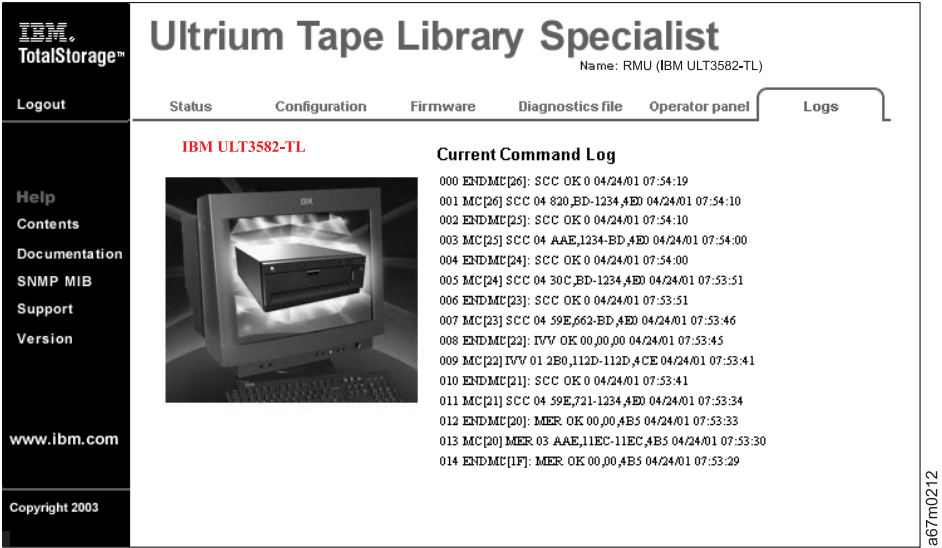 IBM.
TotalStorage™
Ultrium Tape Library Specialist
Name: RMU (IBM ULT3582-TL)
Logout
Status
Configuration
Firmware
Diagnostics file
Operator panel
Logs
Help
Contents
Documentation
SNMP MIB
Support
Version
www.ibm.com
Copyright 2003
IBM ULT3582-TL
IBM
Current Command Log
000 ENDMC[26]: SCC OK 0 04/24/01 07:54:19
001 MC[26] SCC 04 820,BD-1234,4E0 04/24/01 07:54:10
002 ENDMC[25]: SCC OK 0 04/24/01 07:54:10
003 MC[25] SCC 04 AAE,1234-BD,4E0 04/24/01 07:54:00
004 ENDMC[24]: SCC OK 0 04/24/01 07:54:00
005 MC[24] SCC 04 30C,BD-1234,4E0 04/24/01 07:53:51
006 ENDMC[23]: SCC OK 0 04/24/01 07:53:51
007 MC[23] SCC 04 59E,662-BD,4E0 04/24/01 07:53:46
008 ENDMC[22]: IVV OK 00,00,00 04/24/01 07:53:45
009 MC[22] IVV 01 2B0,112D-112D,4CE 04/24/01 07:53:41
010 ENDMC[21]: SCC OK 0 04/24/01 07:53:41
011 MC[21] SCC 04 59E,721-1234,4E0 04/24/01 07:53:34
012 ENDMC[20]: MER OK 00,00,4B5 04/24/01 07:53:33
013 MC[20] MER 03 AAE,11EC-11EC,4B5 04/24/01 07:53:30
014 ENDMC[1F]: MER OK 00,00,4B5 04/24/01 07:53:29
a67m0212